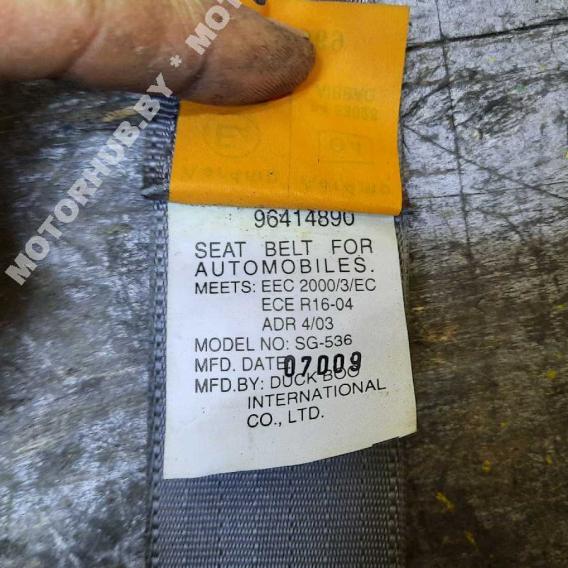 MOTORHUB.BY * MOTO
96414890
SEAT BELT FOR
AUTOMOBILES.
MEETS: EEC 2000/3/EC
ECE R16-04
ADR 4/03
MODEL NO: SG-536
MFD. DATE 07009
MFD.BY: DUCK BOO
INTERNATIONAL
CO., LTD.